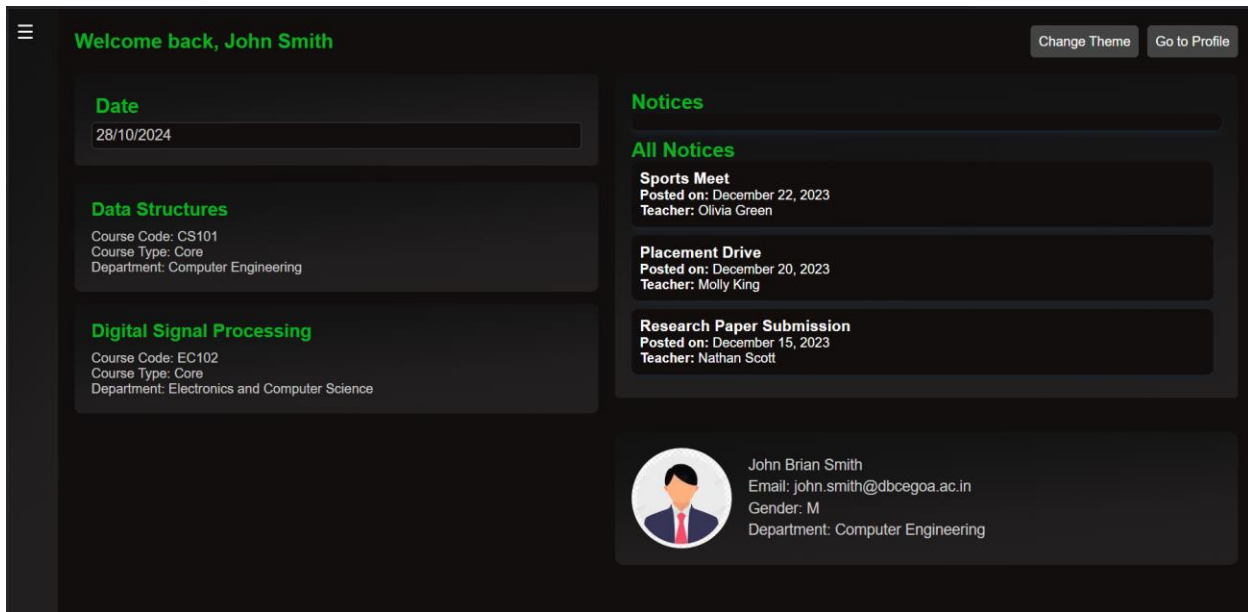 Welcome back, John Smith
Change Theme
Go to Profile
Date
28/10/2024
Data Structures
Course Code: CS101
Course Type: Core
Department: Computer Engineering
Digital Signal Processing
Course Code: EC102
Course Type: Core
Department: Electronics and Computer Science
Notices
All Notices
Sports Meet
Posted on: December 22, 2023
Teacher: Olivia Green
Placement Drive
Posted on: December 20, 2023
Teacher: Molly King
Research Paper Submission
Posted on: December 15, 2023
Teacher: Nathan Scott
John Brian Smith
Email: john.smith@dbcegoa.ac.in
Gender: M
Department: Computer Engineering